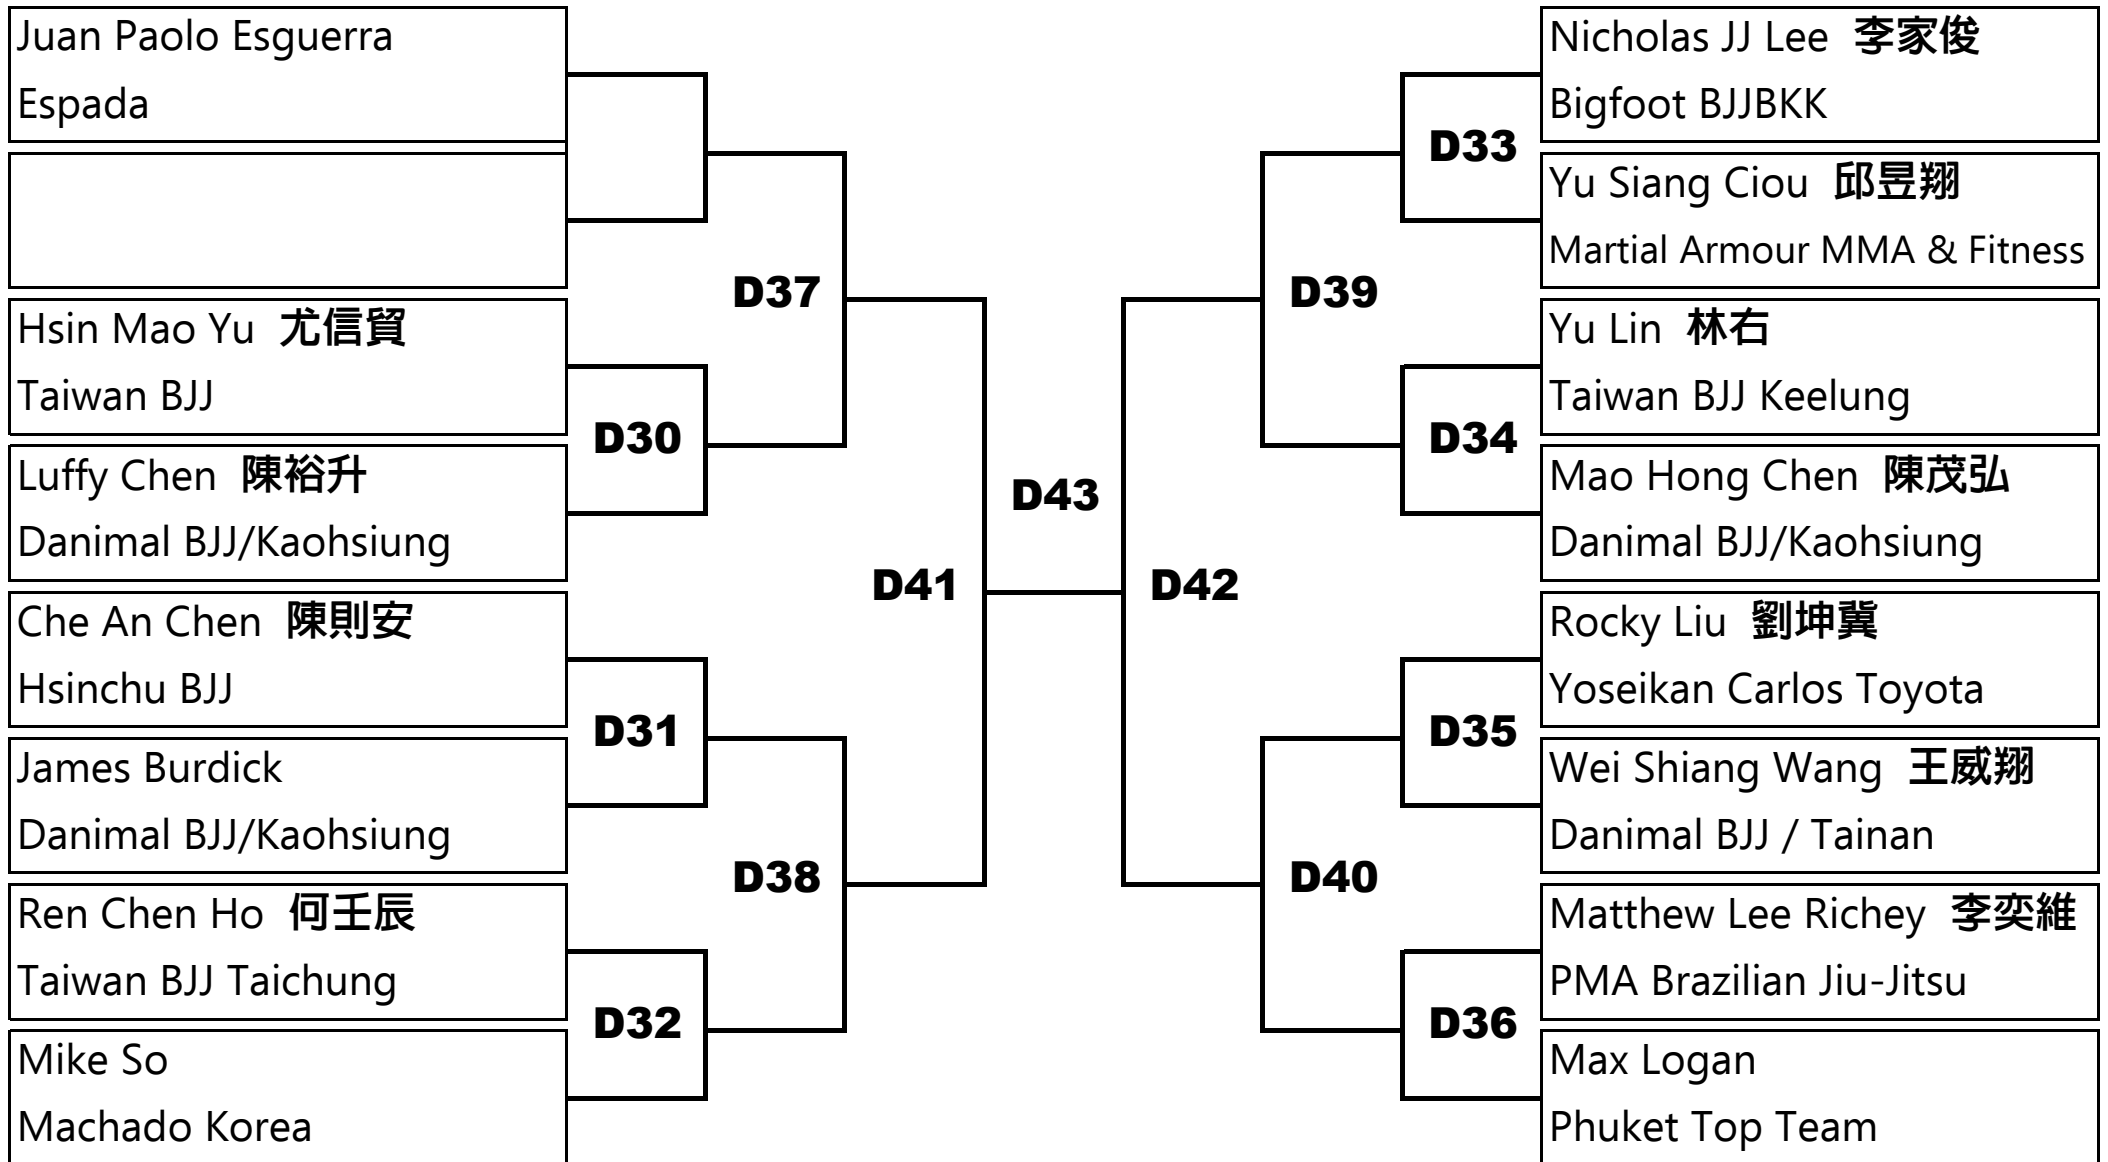 Juan Paolo Esguerra
Espada
Hsin Mao Yu 尤信貿
Taiwan BJJ
Luffy Chen 陳裕升
Danimal BJJ/Kaohsiung
Che An Chen 陳則安
Hsinchu BJJ
James Burdick
Danimal BJJ/Kaohsiung
Ren Chen Ho 何壬辰
Taiwan BJJ Taichung
Mike So
Machado Korea
D30
D31
D32
D37
D38
D41
D43
D42
D39
D40
D33
D34
D35
D36
Nicholas JJ Lee 李家俊
Bigfoot BJJBKK
Yu Siang Ciou 邱昱翔
Martial Armour MMA & Fitness
Yu Lin 林右
Taiwan BJJ Keelung
Mao Hong Chen 陳茂弘
Danimal BJJ/Kaohsiung
Rocky Liu 劉坤冀
Yoseikan Carlos Toyota
Wei Shiang Wang 王威翔
Danimal BJJ / Tainan
Matthew Lee Richey 李奕維
PMA Brazilian Jiu-Jitsu
Max Logan
Phuket Top Team